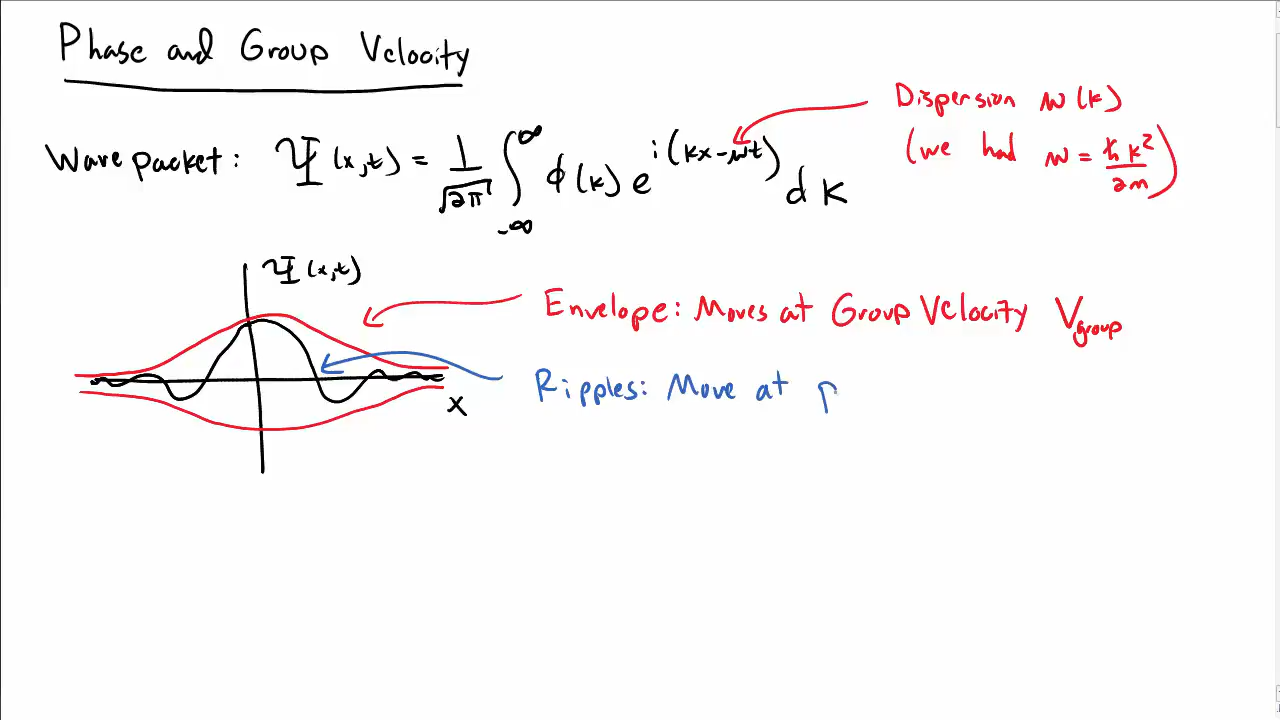 Phase and Group Velocity
Dispersion ω(k)
(we had ω = ħk²/2m)
Wave packet: Ψ(x,t) = 1/√2π ∫_{-∞}^{∞} ϕ(k) e^{i(kx-ωt)} dk
Ψ(x,t)
Envelope: Moves at Group Velocity V_group
Ripples: Move at
x